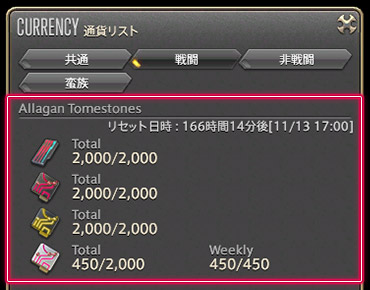 CURRENCY 通貨リスト
共通 戦闘 非戦闘
蛮族
Allagan Tomestones
リセット日時 : 166時間14分後[11/13 17:00]
Total
2,000/2,000
Total
2,000/2,000
Total
2,000/2,000
Total Weekly
450/2,000 450/450